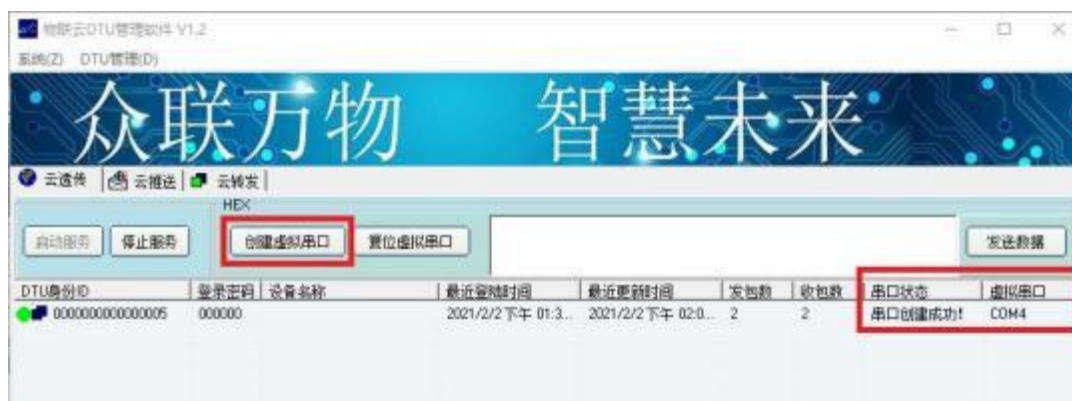 物联云DTU管理软件 V1.2
系统(Z) DTU管理(D)
众联万物 智慧未来
云透传 云推送 云转发
HEX
启动服务 停止服务 创建虚拟串口 复位虚拟串口 发送数据
DTU身份ID 登录密码 设备名称 最近登陆时间 最近更新时间 发包数 收包数 串口状态 虚拟串口
0000000000000005 000000 2021/2/2下午 01:3... 2021/2/2下午 02:0... 2 2 串口创建成功! COM4